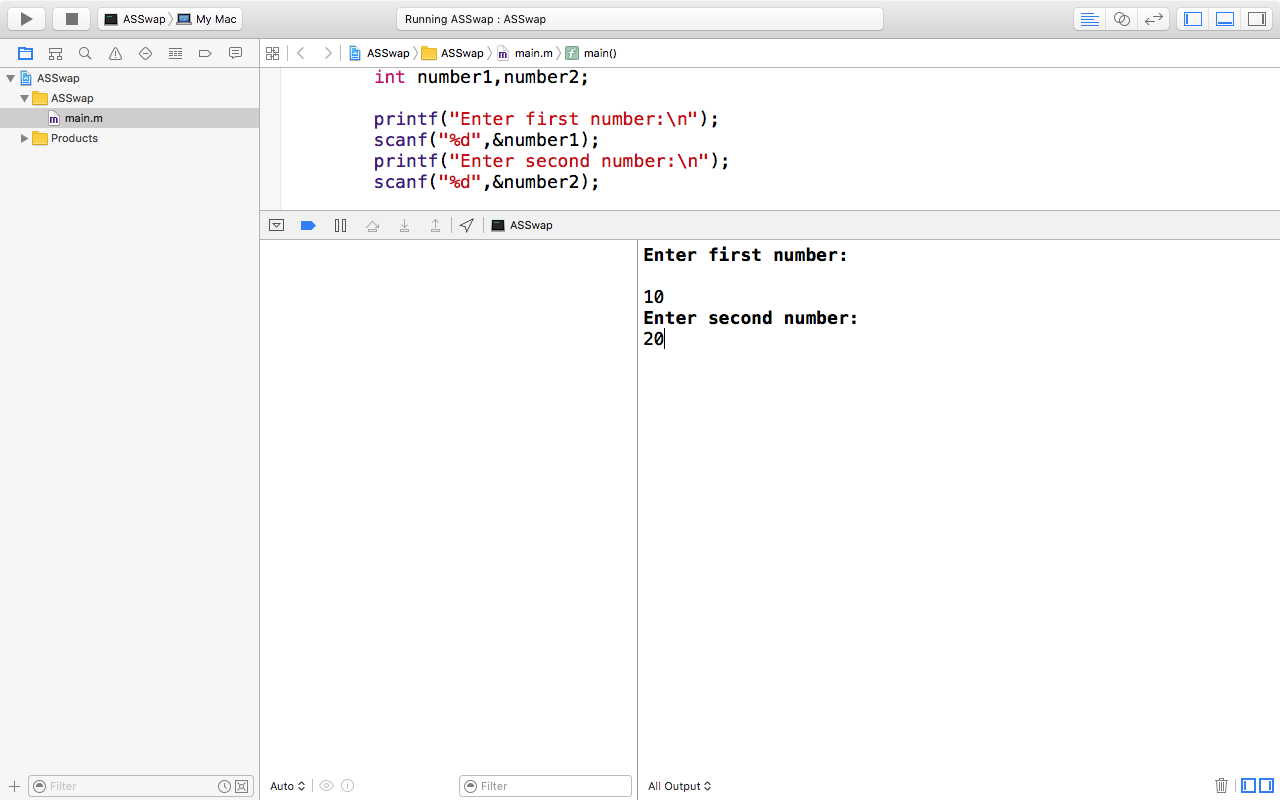 ASSwap My Mac
Running ASSwap : ASSwap
ASSwap ASSwap main.m main()
ASSwap
ASSwap
main.m
Products
int number1,number2;
printf("Enter first number:\n");
scanf("%d",&number1);
printf("Enter second number:\n");
scanf("%d",&number2);
ASSwap
Enter first number:
10
Enter second number:
20
Filter
Auto
Filter
All Output